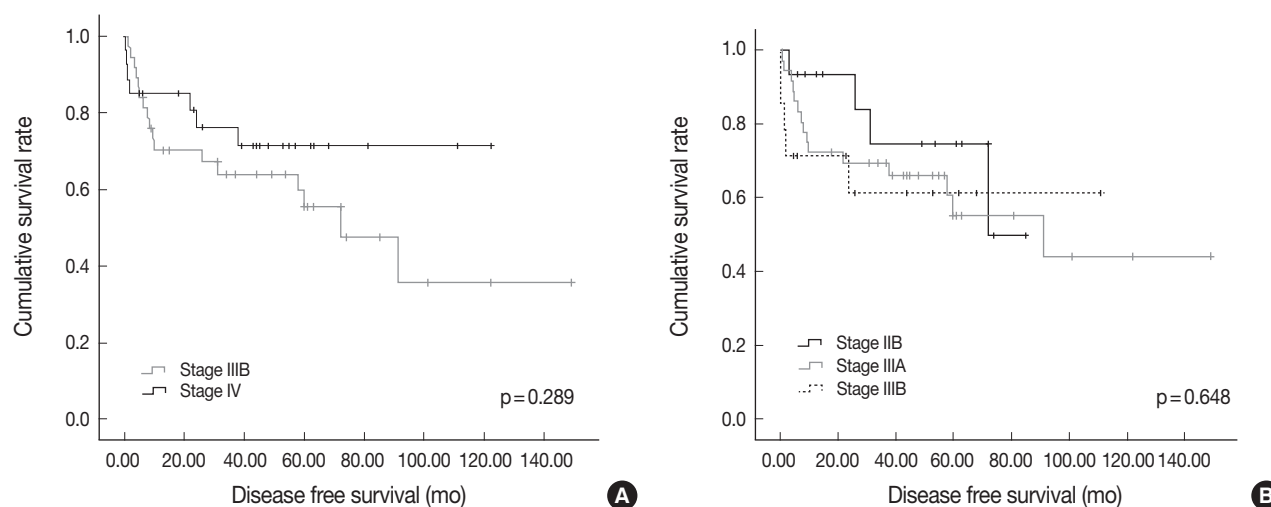 1.0
0.8
0.6
0.4
0.2
0.0
Cumulative survival rate
Stage IIIB
Stage IV
p=0.289
0.00 20.00 40.00 60.00 80.00 100.00 120.00 140.00
Disease free survival (mo)
A
1.0
0.8
0.6
0.4
0.2
0.0
Cumulative survival rate
Stage IIB
Stage IIIA
Stage IIIB
p=0.648
0.00 20.00 40.00 60.00 80.00 100.00 120.00 140.00
Disease free survival (mo)
B